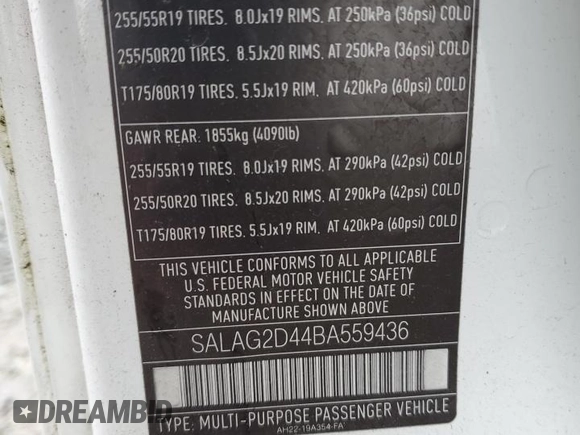 255/55R19 TIRES. 8.0Jx19 RIMS. AT 250kPa (36psi) COLD
255/50R20 TIRES. 8.5Jx20 RIMS. AT 250kPa (36psi) COLD
T175/80R19 TIRES. 5.5Jx19 RIM. AT 420kPa (60psi) COLD
GAWR REAR: 1855kg (4090lb)
255/55R19 TIRES. 8.0Jx19 RIMS. AT 290kPa (42psi) COLD
255/50R20 TIRES. 8.5Jx20 RIMS. AT 290kPa (42psi) COLD
T175/80R19 TIRES. 5.5Jx19 RIM. AT 420kPa (60psi) COLD
THIS VEHICLE CONFORMS TO ALL APPLICABLE
U.S. FEDERAL MOTOR VEHICLE SAFETY
STANDARDS IN EFFECT ON THE DATE OF
MANUFACTURE SHOWN ABOVE
SALAG2D44BA559436
TYPE: MULTI-PURPOSE PASSENGER VEHICLE
AH22-19A354-FA
DREAMBID